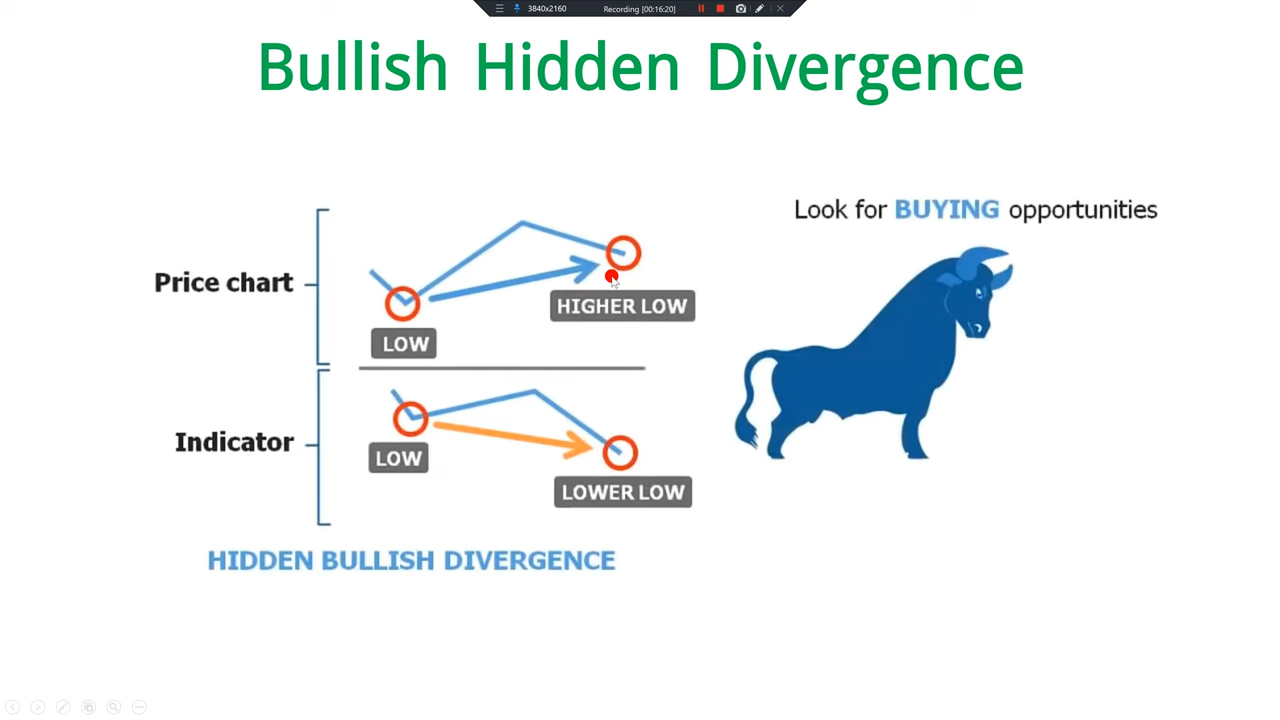 3840x2160
Recording [00:16:20]
Bullish Hidden Divergence
Look for BUYING opportunities
Price chart
HIGHER LOW
LOW
Indicator
LOW
LOWER LOW
HIDDEN BULLISH DIVERGENCE